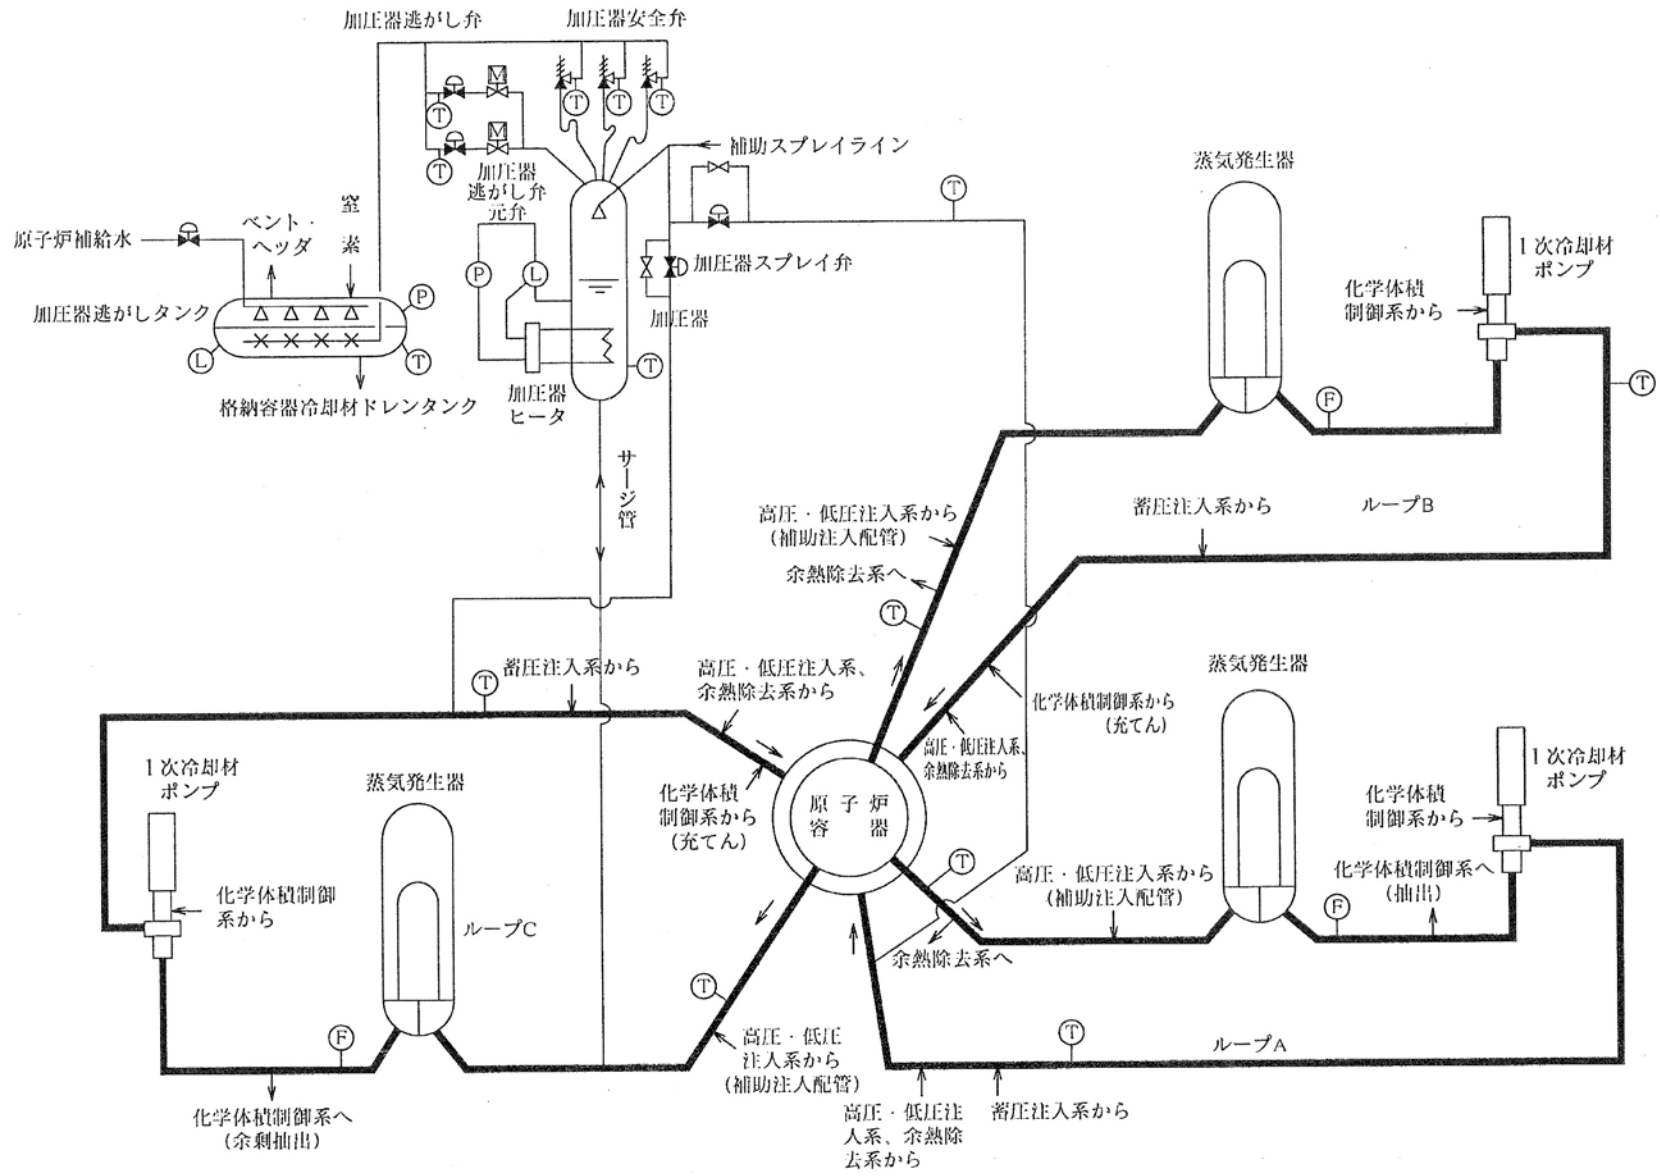 加圧器逃がし弁
加圧器安全弁
M
T
T
T
T
M
T
補助スプレイライン
加圧器
逃がし弁
元弁
T
蒸気発生器
窒
素
ベント・
ヘッダ
原子炉補給水
P
L
加圧器スプレイ弁
1次冷却材
ポンプ
化学体積
制御系から
加圧器逃がしタンク
P
加圧器
L
T
T
格納容器冷却材ドレンタンク
加圧器
ヒータ
T
F
サージ管
高圧・低圧注入系から
(補助注入配管)
蓄圧注入系から
ループB
余熱除去系へ
T
蓄圧注入系から
T
高圧・低圧注入系、
余熱除去系から
化学体積制御系から
(充てん)
蒸気発生器
高圧・低圧注入系、
余熱除去系から
1次冷却材
ポンプ
蒸気発生器
化学体積
制御系から
(充てん)
原子炉
容器
1次冷却材
ポンプ
化学体積
制御系から
T
高圧・低圧注入系から
(補助注入配管)
化学体積制御系へ
(抽出)
化学体積制御
系から
ループC
F
余熱除去系へ
T
F
高圧・低圧
注入系から
(補助注入配管)
T
ループA
化学体積制御系へ
(余剰抽出)
高圧・低圧注
入系、余熱除
去系から
蓄圧注入系から